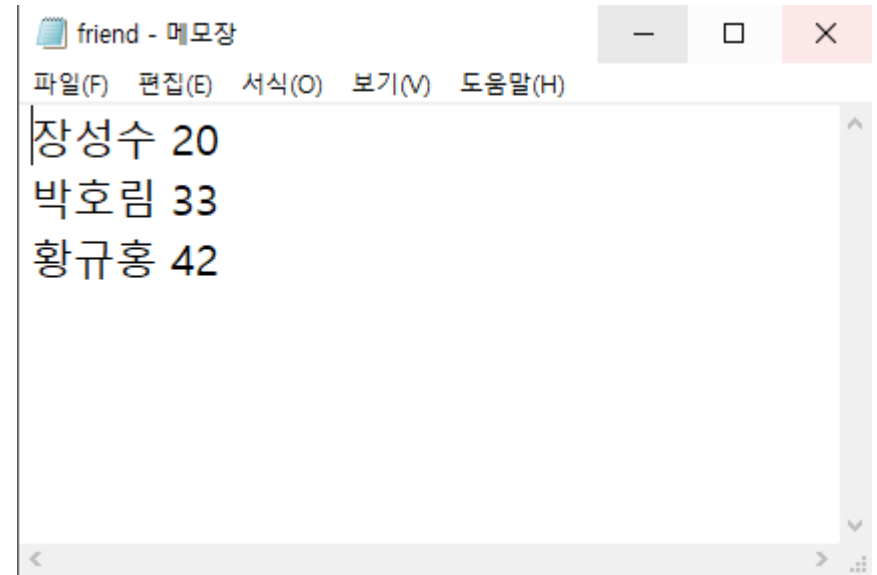 friend - 메모장
파일(F) 편집(E) 서식(O) 보기(V) 도움말(H)
장성수 20
박호림 33
황규홍 42